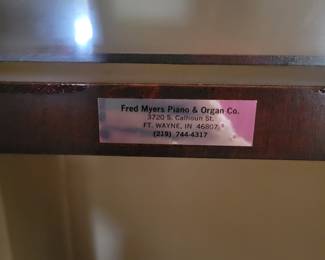 Fred Myers Piano & Organ Co.
3720 S. Calhoun St.
FT. WAYNE, IN 46807
(219) 744-4317